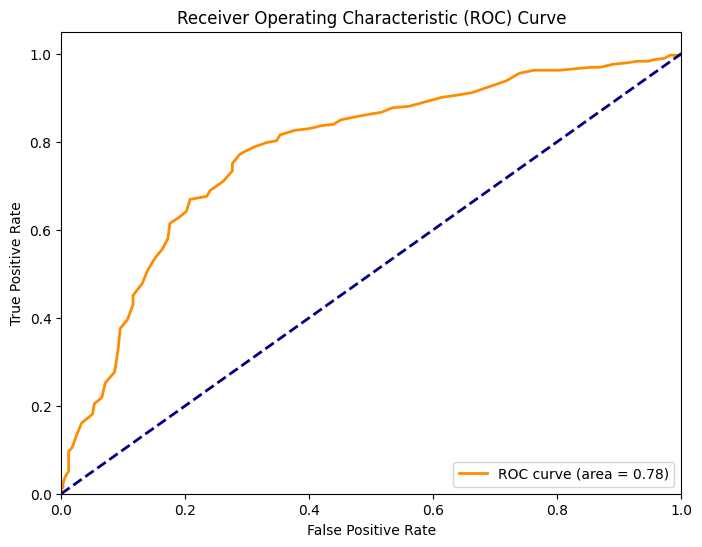 Receiver Operating Characteristic (ROC) Curve
1.0
0.8
0.6
0.4
0.2
0.0
True Positive Rate
ROC curve (area = 0.78)
0.0 0.2 0.4 0.6 0.8 1.0
False Positive Rate